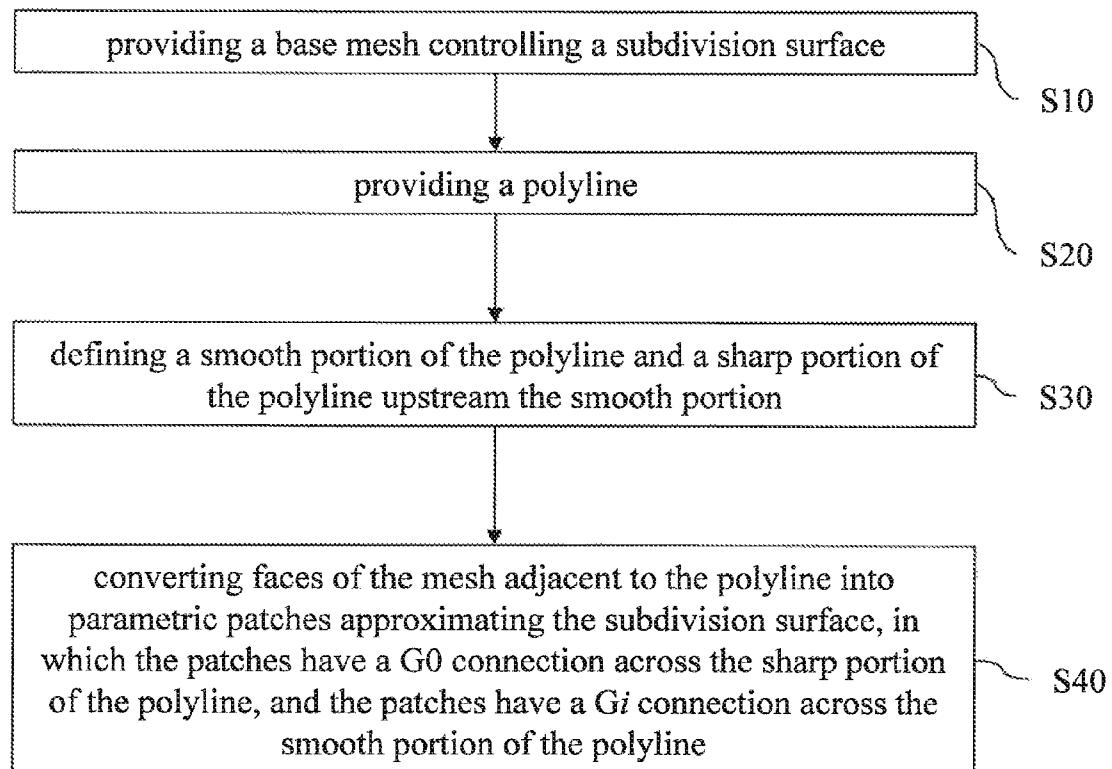 providing a base mesh controlling a subdivision surface
S10
providing a polyline
S20
defining a smooth portion of the polyline and a sharp portion of
the polyline upstream the smooth portion
S30
converting faces of the mesh adjacent to the polyline into
parametric patches approximating the subdivision surface, in
which the patches have a G0 connection across the sharp portion
of the polyline, and the patches have a Gi connection across the
smooth portion of the polyline
S40